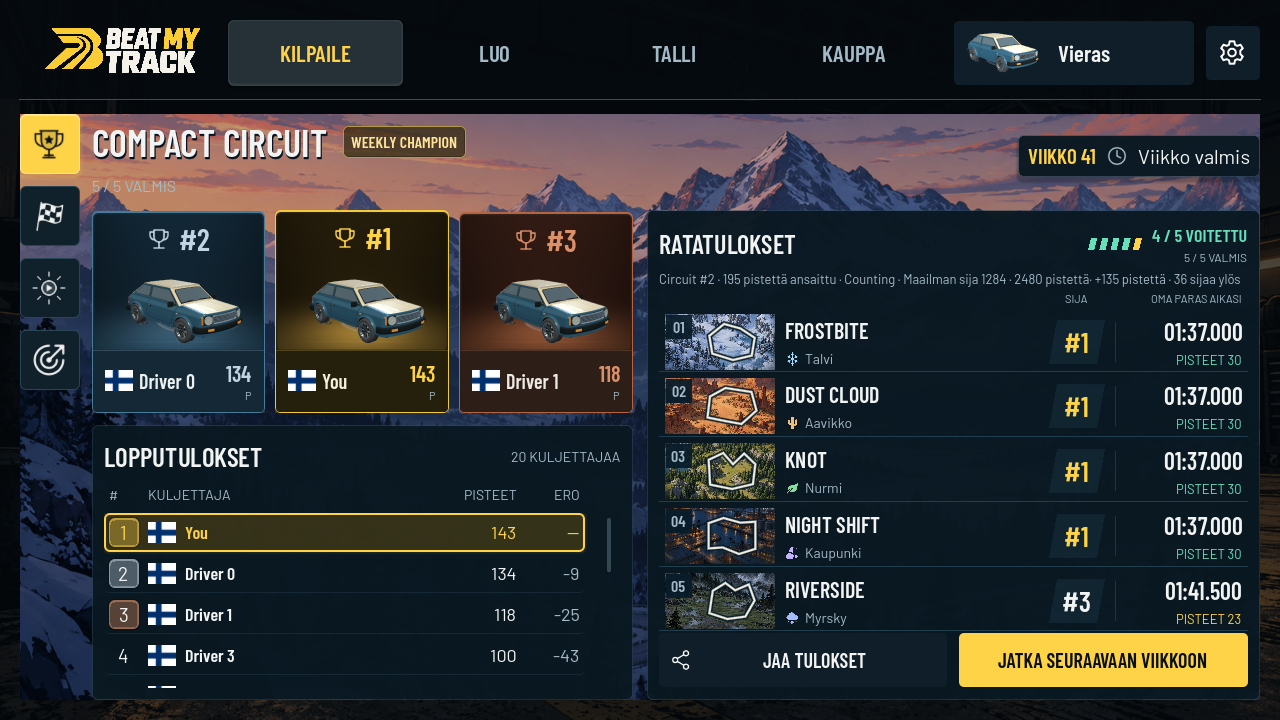 BEAT MY TRACK
KILPAILE
LUO
TALLI
KAUPPA
Vieras
COMPACT CIRCUIT
WEEKLY CHAMPION
5 / 5 VALMIS
VIIKKO 41
Viikko valmis
#2
Driver 0
134
P
#1
You
143
P
#3
Driver 1
118
P
LOPPUTULOKSET
20 KULJETTAJAA
# KULJETTAJA PISTEET ERO
1 You 143 —
2 Driver 0 134 -9
3 Driver 1 118 -25
4 Driver 3 100 -43
RATATULOKSET
4 / 5 VOITETTU
5 / 5 VALMIS
Circuit #2 · 195 pistettä ansaittu · Counting · Maailman sija 1284 · 2480 pistettä· +135 pistettä · 36 sijaa ylös
SIJA OMA PARAS AIKASI
01 FROSTBITE #1 01:37.000
Talvi PISTEET 30
02 DUST CLOUD #1 01:37.000
Aavikko PISTEET 30
03 KNOT #1 01:37.000
Nurmi PISTEET 30
04 NIGHT SHIFT #1 01:37.000
Kaupunki PISTEET 30
05 RIVERSIDE #3 01:41.500
Myrsky PISTEET 23
JAA TULOKSET
JATKA SEURAAVAAN VIIKKOON